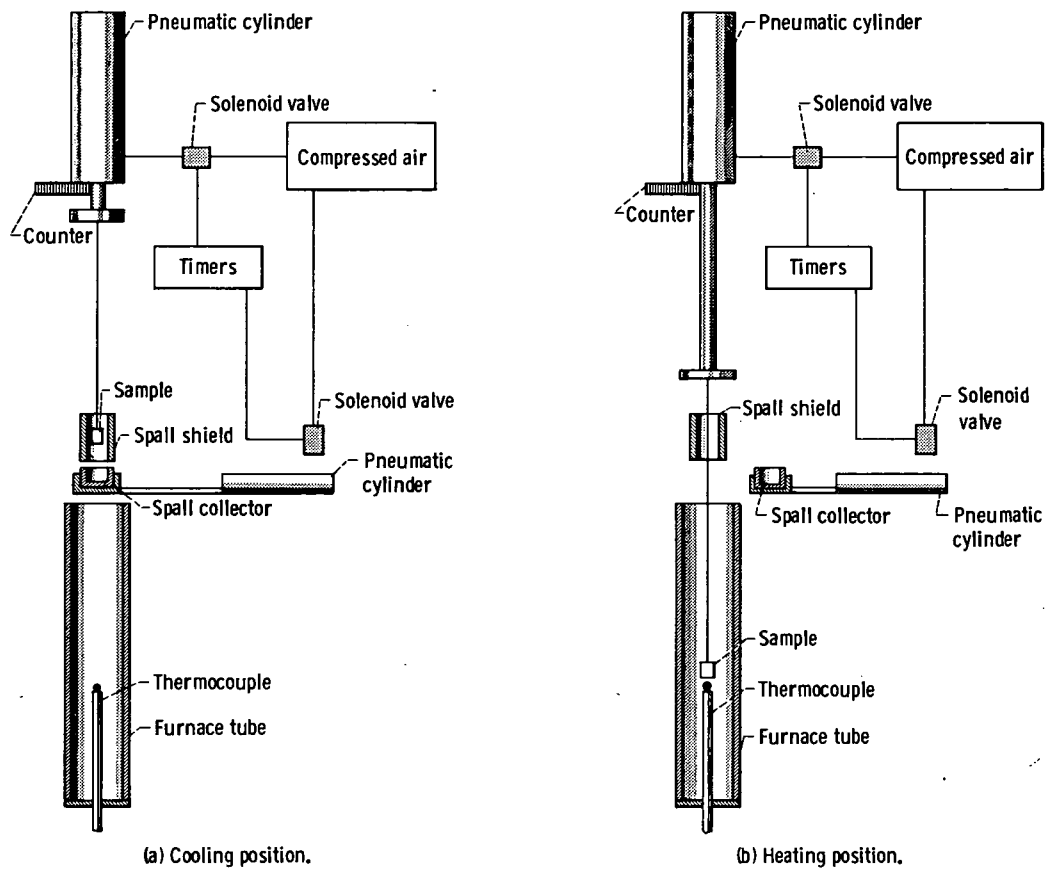 Pneumatic cylinder
Solenoid valve
Compressed air
Counter
Timers
Sample
Solenoid valve
Spall shield
Pneumatic
cylinder
Spall collector
Thermocouple
Furnace tube
(a) Cooling position.
Pneumatic cylinder
Solenoid valve
Compressed air
Counter
Timers
Solenoid
valve
Spall shield
Spall collector
Pneumatic
cylinder
Sample
Thermocouple
Furnace tube
(b) Heating position.